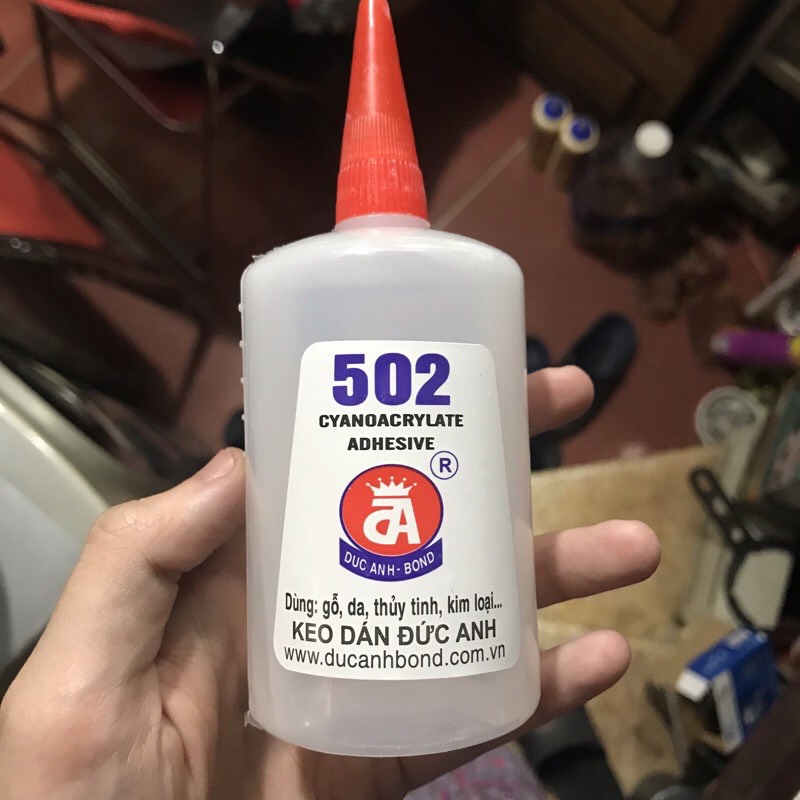 502
CYANOACRYLATE
ADHESIVE
®
ĐA
DUC ANH-BOND
Dùng: gỗ, da, thủy tinh, kim loại...
KEO DÁN ĐỨC ANH
www.ducanhbond.com.vn